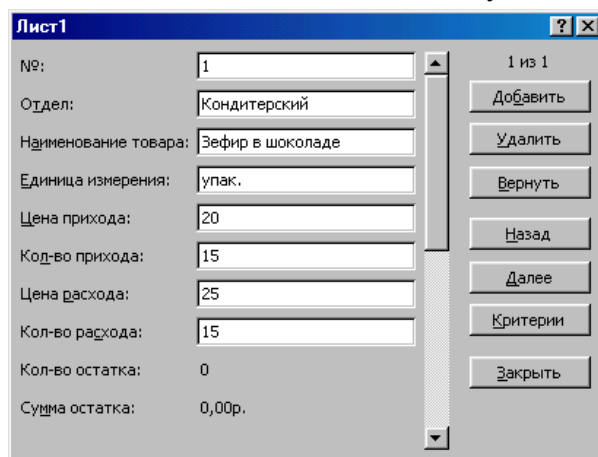 Лист1
№: 1
Отдел: Кондитерский
Наименование товара: Зефир в шоколаде
Единица измерения: упак.
Цена прихода: 20
Кол-во прихода: 15
Цена расхода: 25
Кол-во расхода: 15
Кол-во остатка: 0
Сумма остатка: 0,00р.
1 из 1
Добавить
Удалить
Вернуть
Назад
Далее
Критерии
Закрыть